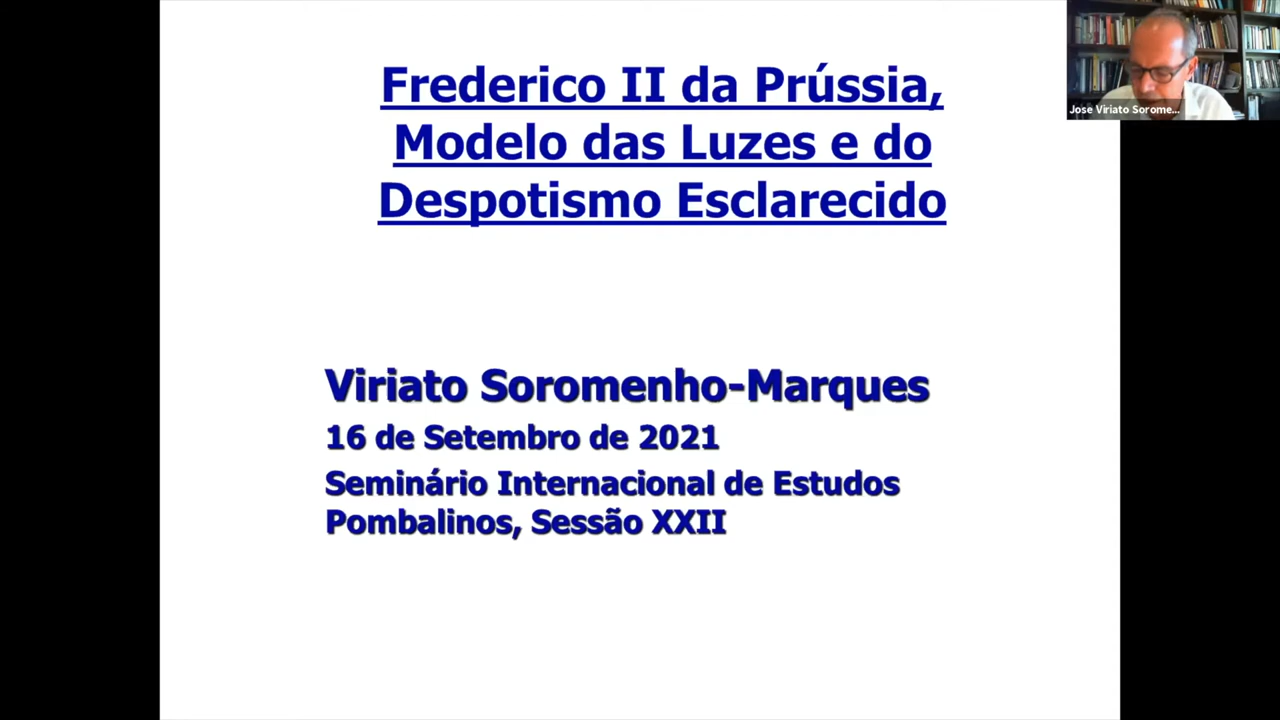 Frederico II da Prússia,
Modelo das Luzes e do
Despotismo Esclarecido
Viriato Soromenho-Marques
16 de Setembro de 2021
Seminário Internacional de Estudos
Pombalinos, Sessão XXII
Jose Viriato Sorome...